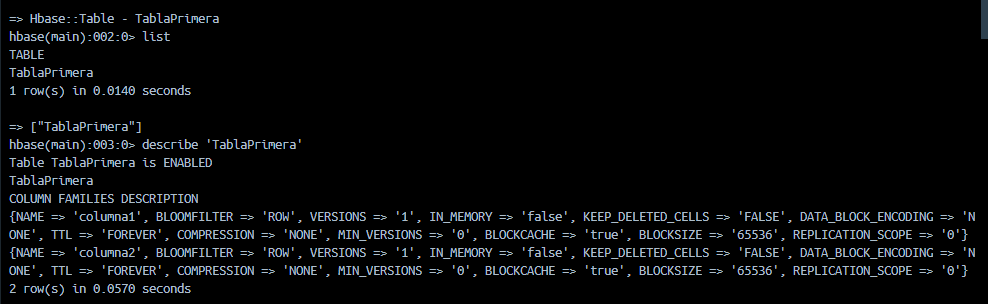 => Hbase::Table - TablaPrimera
hbase(main):002:0> list
TABLE
TablaPrimera
1 row(s) in 0.0140 seconds
=> ["TablaPrimera"]
hbase(main):003:0> describe 'TablaPrimera'
Table TablaPrimera is ENABLED
TablaPrimera
COLUMN FAMILIES DESCRIPTION
{NAME => 'columna1', BLOOMFILTER => 'ROW', VERSIONS => '1', IN_MEMORY => 'false', KEEP_DELETED_CELLS => 'FALSE', DATA_BLOCK_ENCODING => 'N
ONE', TTL => 'FOREVER', COMPRESSION => 'NONE', MIN_VERSIONS => '0', BLOCKCACHE => 'true', BLOCKSIZE => '65536', REPLICATION_SCOPE => '0'}
{NAME => 'columna2', BLOOMFILTER => 'ROW', VERSIONS => '1', IN_MEMORY => 'false', KEEP_DELETED_CELLS => 'FALSE', DATA_BLOCK_ENCODING => 'N
ONE', TTL => 'FOREVER', COMPRESSION => 'NONE', MIN_VERSIONS => '0', BLOCKCACHE => 'true', BLOCKSIZE => '65536', REPLICATION_SCOPE => '0'}
2 row(s) in 0.0570 seconds